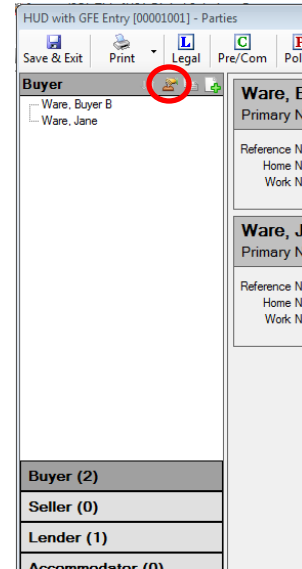 HUD with GFE Entry [00001001] - Parties
Save & Exit Print L Legal C Pre/Com
Buyer
Ware, Buyer B
Ware, Jane
Ware,
Primary N
Reference N
Home N
Work N
Ware, J
Primary N
Reference N
Home N
Work N
Buyer (2)
Seller (0)
Lender (1)
Accommodator (0)